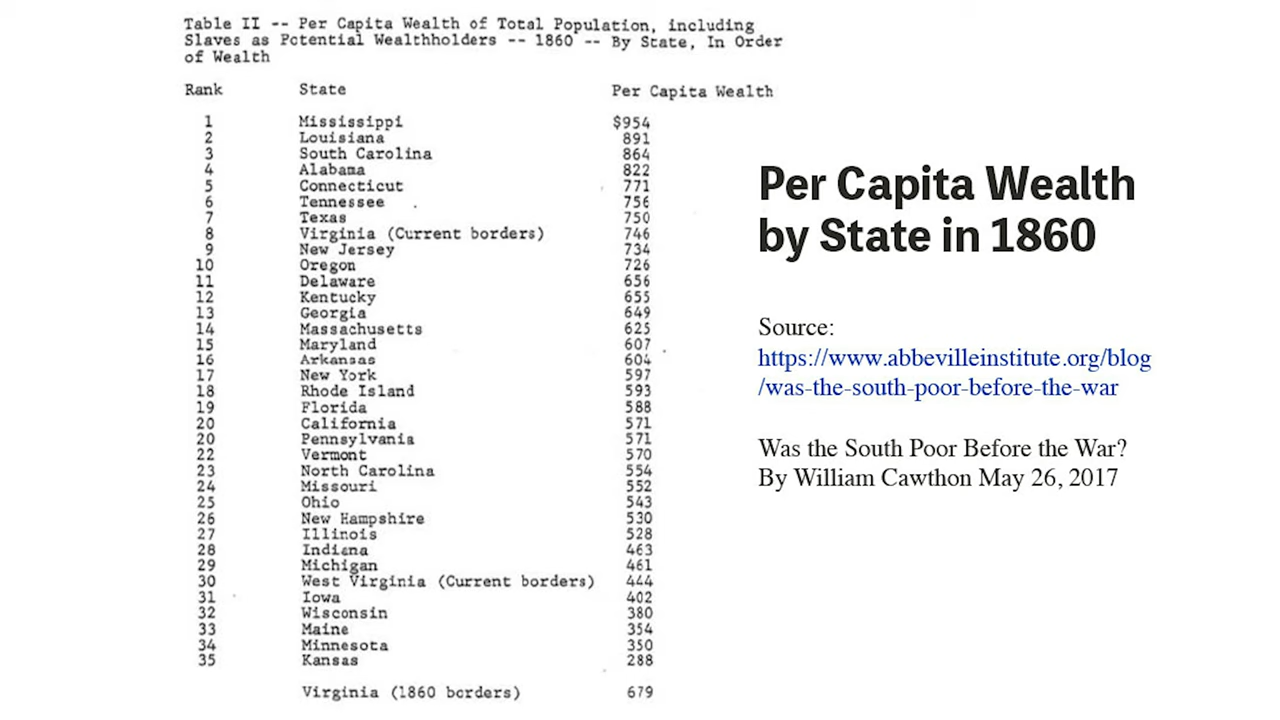 Table II -- Per Capita Wealth of Total Population, including
Slaves as Potential Wealthholders -- 1860 -- By State, In Order
of Wealth
Rank State Per Capita Wealth
1 Mississippi $954
2 Louisiana 891
3 South Carolina 864
4 Alabama 822
5 Connecticut 771
6 Tennessee 756
7 Texas 750
8 Virginia (Current borders) 746
9 New Jersey 734
10 Oregon 726
11 Delaware 656
12 Kentucky 655
13 Georgia 649
14 Massachusetts 625
15 Maryland 607
16 Arkansas 604
17 New York 597
18 Rhode Island 593
19 Florida 588
20 California 571
20 Pennsylvania 571
22 Vermont 570
23 North Carolina 554
24 Missouri 552
25 Ohio 543
26 New Hampshire 530
27 Illinois 528
28 Indiana 463
29 Michigan 461
30 West Virginia (Current borders) 444
31 Iowa 402
32 Wisconsin 380
33 Maine 354
34 Minnesota 350
35 Kansas 288
Virginia (1860 borders) 679
Per Capita Wealth
by State in 1860
Source:
https://www.abbevilleinstitute.org/blog
/was-the-south-poor-before-the-war
Was the South Poor Before the War?
By William Cawthon May 26, 2017